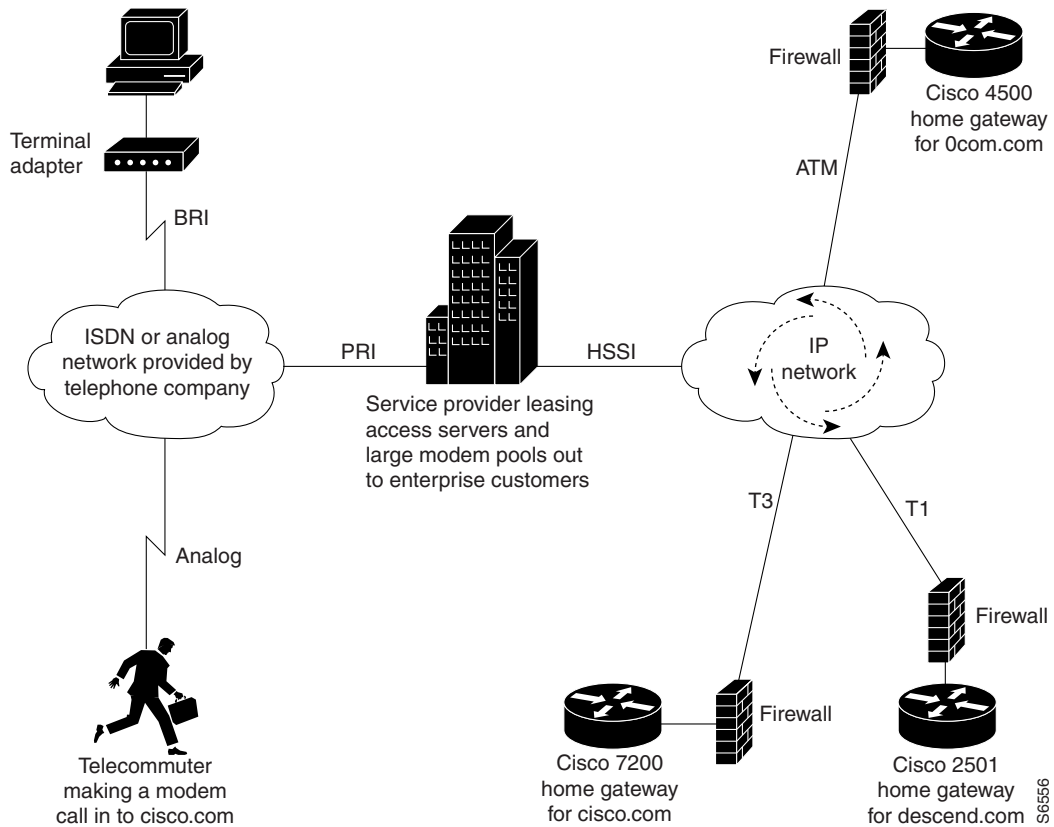 Terminal
adapter
BRI
ISDN or analog
network provided by
telephone company
Analog
Telecommuter
making a modem
call in to cisco.com
PRI
Service provider leasing
access servers and
large modem pools out
to enterprise customers
HSSI
IP
network
ATM
Firewall
Cisco 4500
home gateway
for 0com.com
T3
Firewall
Cisco 7200
home gateway
for cisco.com
T1
Firewall
Cisco 2501
home gateway
for descend.com
S6556